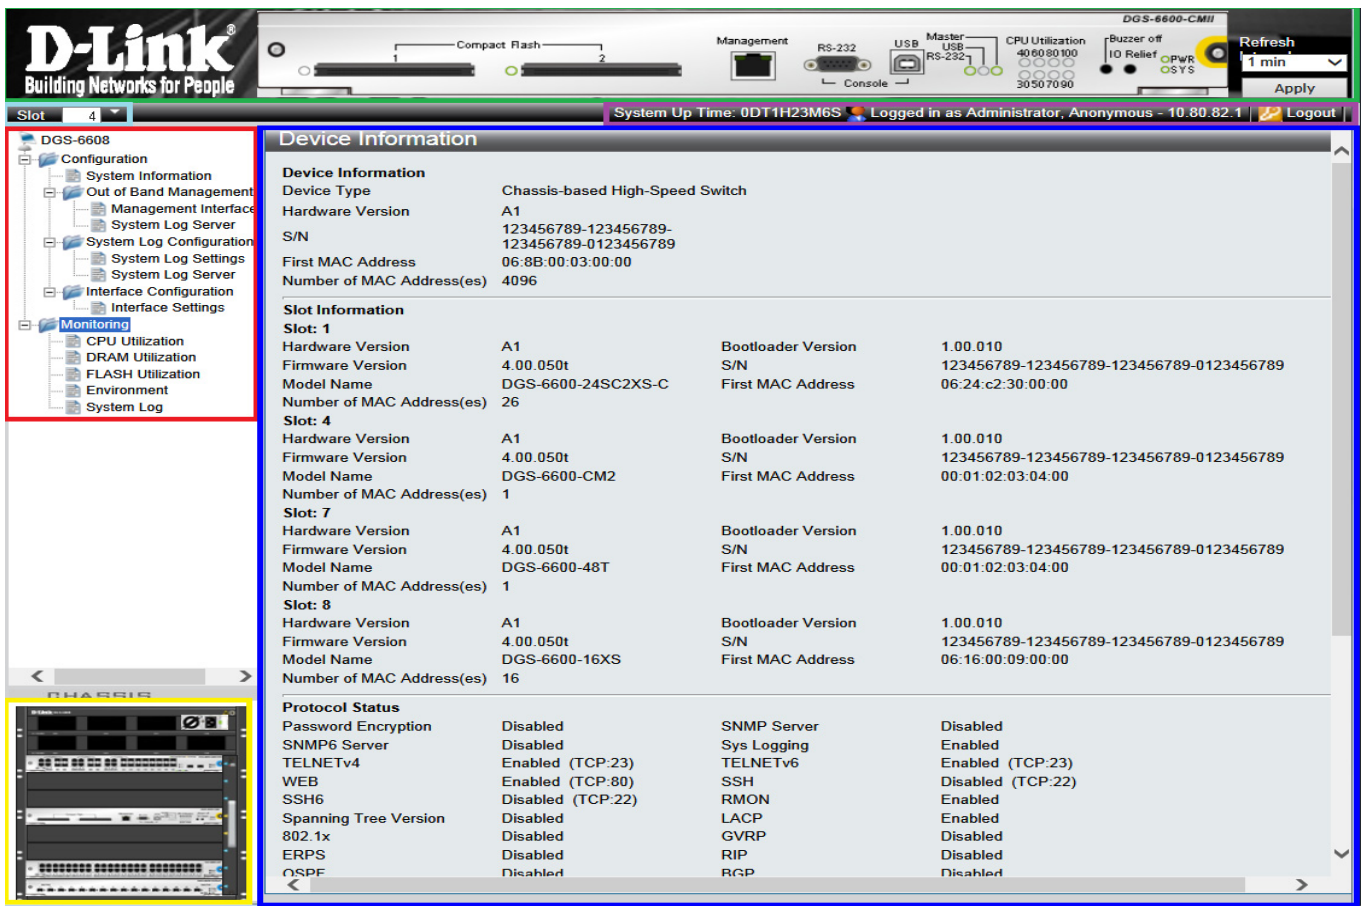 D-Link®
Building Networks for People
DGS-6600-CMII
Compact Flash
1 2
Management
RS-232
USB
Console
Master
USB
RS-232
CPU Utilization
40 60 80 100
30 50 70 90
Buzzer off
IO Relief
PWR
SYS
Refresh
1 min
Apply
Slot 4
System Up Time: 0DT1H23M6S Logged in as Administrator, Anonymous - 10.80.82.1 Logout
DGS-6608
Configuration
System Information
Out of Band Management
Management Interface
System Log Server
System Log Configuration
System Log Settings
System Log Server
Interface Configuration
Interface Settings
Monitoring
CPU Utilization
DRAM Utilization
FLASH Utilization
Environment
System Log
CHASSIS
Device Information
Device Information
Device Type Chassis-based High-Speed Switch
Hardware Version A1
S/N 123456789-123456789-
123456789-0123456789
First MAC Address 06:8B:00:03:00:00
Number of MAC Address(es) 4096
Slot Information
Slot: 1
Hardware Version A1 Bootloader Version 1.00.010
Firmware Version 4.00.050t S/N 123456789-123456789-123456789-0123456789
Model Name DGS-6600-24SC2XS-C First MAC Address 06:24:c2:30:00:00
Number of MAC Address(es) 26
Slot: 4
Hardware Version A1 Bootloader Version 1.00.010
Firmware Version 4.00.050t S/N 123456789-123456789-123456789-0123456789
Model Name DGS-6600-CM2 First MAC Address 00:01:02:03:04:00
Number of MAC Address(es) 1
Slot: 7
Hardware Version A1 Bootloader Version 1.00.010
Firmware Version 4.00.050t S/N 123456789-123456789-123456789-0123456789
Model Name DGS-6600-48T First MAC Address 00:01:02:03:04:00
Number of MAC Address(es) 1
Slot: 8
Hardware Version A1 Bootloader Version 1.00.010
Firmware Version 4.00.050t S/N 123456789-123456789-123456789-0123456789
Model Name DGS-6600-16XS First MAC Address 06:16:00:09:00:00
Number of MAC Address(es) 16
Protocol Status
Password Encryption Disabled SNMP Server Disabled
SNMP6 Server Disabled Sys Logging Enabled
TELNETv4 Enabled (TCP:23) TELNETv6 Enabled (TCP:23)
WEB Enabled (TCP:80) SSH Disabled (TCP:22)
SSH6 Disabled (TCP:22) RMON Enabled
Spanning Tree Version Disabled LACP Enabled
802.1x Disabled GVRP Disabled
ERPS Disabled RIP Disabled
OSPF Disabled BGP Disabled